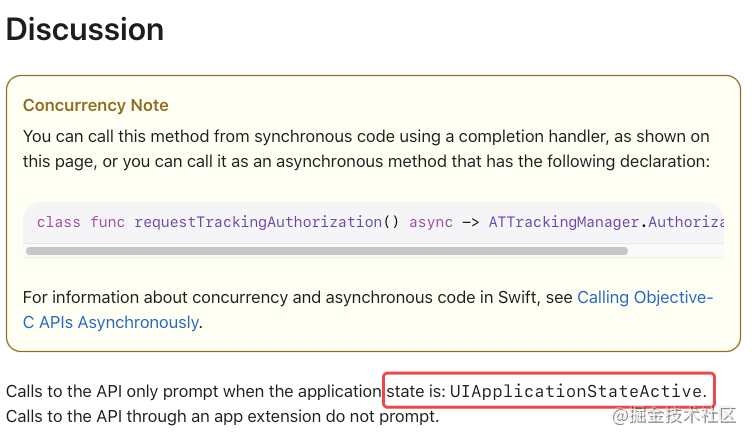 Discussion
Concurrency Note
You can call this method from synchronous code using a completion handler, as shown on
this page, or you can call it as an asynchronous method that has the following declaration:
class func requestTrackingAuthorization() async -> ATTrackingManager.Authoriza
For information about concurrency and asynchronous code in Swift, see Calling Objective-
C APIs Asynchronously.
Calls to the API only prompt when the application state is: UIApplicationStateActive.
Calls to the API through an app extension do not prompt.
@掘金技术社区